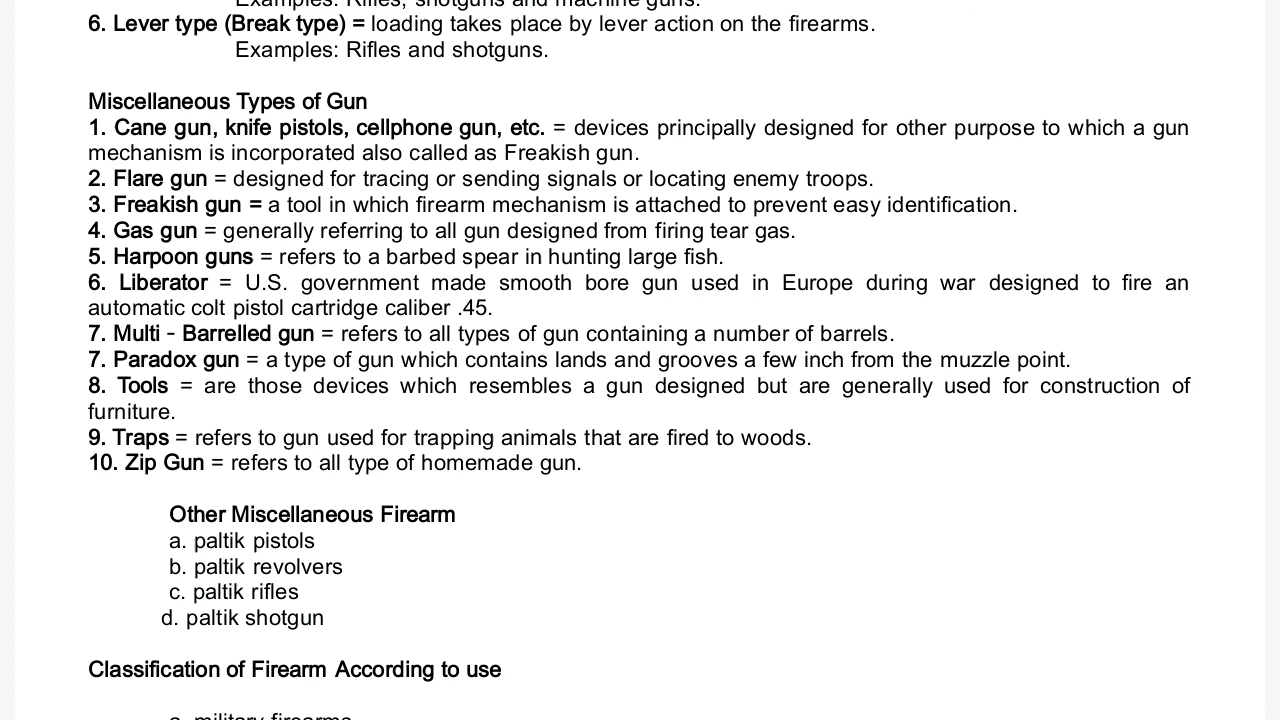 Examples: Rifles, shotguns and machine guns.
6. Lever type (Break type) = loading takes place by lever action on the firearms.
Examples: Rifles and shotguns.
Miscellaneous Types of Gun
1. Cane gun, knife pistols, cellphone gun, etc. = devices principally designed for other purpose to which a gun
mechanism is incorporated also called as Freakish gun.
2. Flare gun = designed for tracing or sending signals or locating enemy troops.
3. Freakish gun = a tool in which firearm mechanism is attached to prevent easy identification.
4. Gas gun = generally referring to all gun designed from firing tear gas.
5. Harpoon guns = refers to a barbed spear in hunting large fish.
6. Liberator = U.S. government made smooth bore gun used in Europe during war designed to fire an
automatic colt pistol cartridge caliber .45.
7. Multi - Barrelled gun = refers to all types of gun containing a number of barrels.
7. Paradox gun = a type of gun which contains lands and grooves a few inch from the muzzle point.
8. Tools = are those devices which resembles a gun designed but are generally used for construction of
furniture.
9. Traps = refers to gun used for trapping animals that are fired to woods.
10. Zip Gun = refers to all type of homemade gun.
Other Miscellaneous Firearm
a. paltik pistols
b. paltik revolvers
c. paltik rifles
d. paltik shotgun
Classification of Firearm According to use
a. military firearms